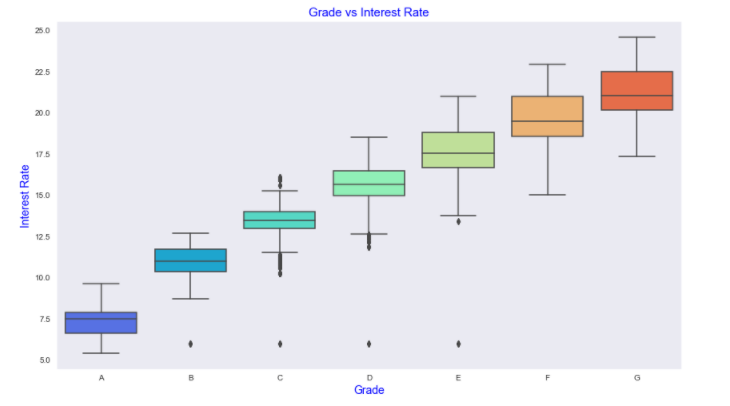 Grade vs Interest Rate
25.0
22.5
20.0
17.5
15.0
12.5
10.0
7.5
5.0
Interest Rate
A B C D E F G
Grade